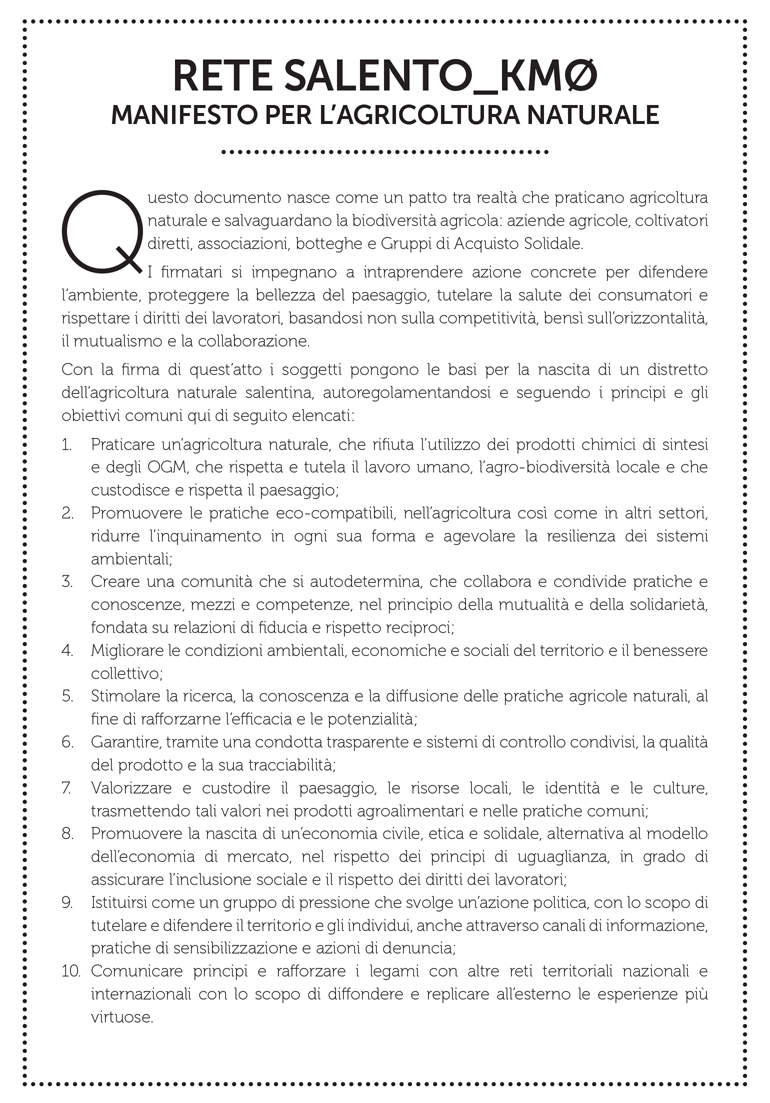 RETE SALENTO_KMØ
MANIFESTO PER L’AGRICOLTURA NATURALE
Questo documento nasce come un patto tra realtà che praticano agricoltura
naturale e salvaguardano la biodiversità agricola: aziende agricole, coltivatori
diretti, associazioni, botteghe e Gruppi di Acquisto Solidale.
I firmatari si impegnano a intraprendere azione concrete per difendere
l’ambiente, proteggere la bellezza del paesaggio, tutelare la salute dei consumatori e
rispettare i diritti dei lavoratori, basandosi non sulla competitività, bensì sull’orizzontalità,
il mutualismo e la collaborazione.
Con la firma di quest’atto i soggetti pongono le basi per la nascita di un distretto
dell’agricoltura naturale salentina, autoregolamentandosi e seguendo i principi e gli
obiettivi comuni qui di seguito elencati:
1. Praticare un’agricoltura naturale, che rifiuta l’utilizzo dei prodotti chimici di sintesi
e degli OGM, che rispetta e tutela il lavoro umano, l’agro-biodiversità locale e che
custodisce e rispetta il paesaggio;
2. Promuovere le pratiche eco-compatibili, nell’agricoltura così come in altri settori,
ridurre l’inquinamento in ogni sua forma e agevolare la resilienza dei sistemi
ambientali;
3. Creare una comunità che si autodetermina, che collabora e condivide pratiche e
conoscenze, mezzi e competenze, nel principio della mutualità e della solidarietà,
fondata su relazioni di fiducia e rispetto reciproci;
4. Migliorare le condizioni ambientali, economiche e sociali del territorio e il benessere
collettivo;
5. Stimolare la ricerca, la conoscenza e la diffusione delle pratiche agricole naturali, al
fine di rafforzarne l’efficacia e le potenzialità;
6. Garantire, tramite una condotta trasparente e sistemi di controllo condivisi, la qualità
del prodotto e la sua tracciabilità;
7. Valorizzare e custodire il paesaggio, le risorse locali, le identità e le culture,
trasmettendo tali valori nei prodotti agroalimentari e nelle pratiche comuni;
8. Promuovere la nascita di un’economia civile, etica e solidale, alternativa al modello
dell’economia di mercato, nel rispetto dei principi di uguaglianza, in grado di
assicurare l’inclusione sociale e il rispetto dei diritti dei lavoratori;
9. Istituirsi come un gruppo di pressione che svolge un’azione politica, con lo scopo di
tutelare e difendere il territorio e gli individui, anche attraverso canali di informazione,
pratiche di sensibilizzazione e azioni di denuncia;
10. Comunicare principi e rafforzare i legami con altre reti territoriali nazionali e
internazionali con lo scopo di diffondere e replicare all’esterno le esperienze più
virtuose.